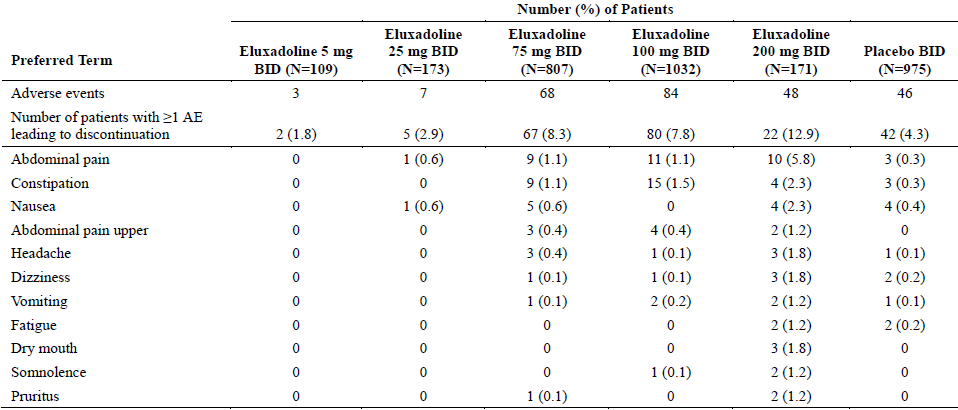 Number (%) of Patients
Preferred Term Eluxadoline 5 mg BID (N=109) Eluxadoline 25 mg BID (N=173) Eluxadoline 75 mg BID (N=807) Eluxadoline 100 mg BID (N=1032) Eluxadoline 200 mg BID (N=171) Placebo BID (N=975)
Adverse events 3 7 68 84 48 46
Number of patients with ≥1 AE
leading to discontinuation 2 (1.8) 5 (2.9) 67 (8.3) 80 (7.8) 22 (12.9) 42 (4.3)
Abdominal pain 0 1 (0.6) 9 (1.1) 11 (1.1) 10 (5.8) 3 (0.3)
Constipation 0 0 9 (1.1) 15 (1.5) 4 (2.3) 3 (0.3)
Nausea 0 1 (0.6) 5 (0.6) 0 4 (2.3) 4 (0.4)
Abdominal pain upper 0 0 3 (0.4) 4 (0.4) 2 (1.2) 0
Headache 0 0 3 (0.4) 1 (0.1) 3 (1.8) 1 (0.1)
Dizziness 0 0 1 (0.1) 1 (0.1) 3 (1.8) 2 (0.2)
Vomiting 0 0 1 (0.1) 2 (0.2) 2 (1.2) 1 (0.1)
Fatigue 0 0 0 0 2 (1.2) 2 (0.2)
Dry mouth 0 0 0 0 3 (1.8) 0
Somnolence 0 0 0 1 (0.1) 2 (1.2) 0
Pruritus 0 0 1 (0.1) 0 2 (1.2) 0